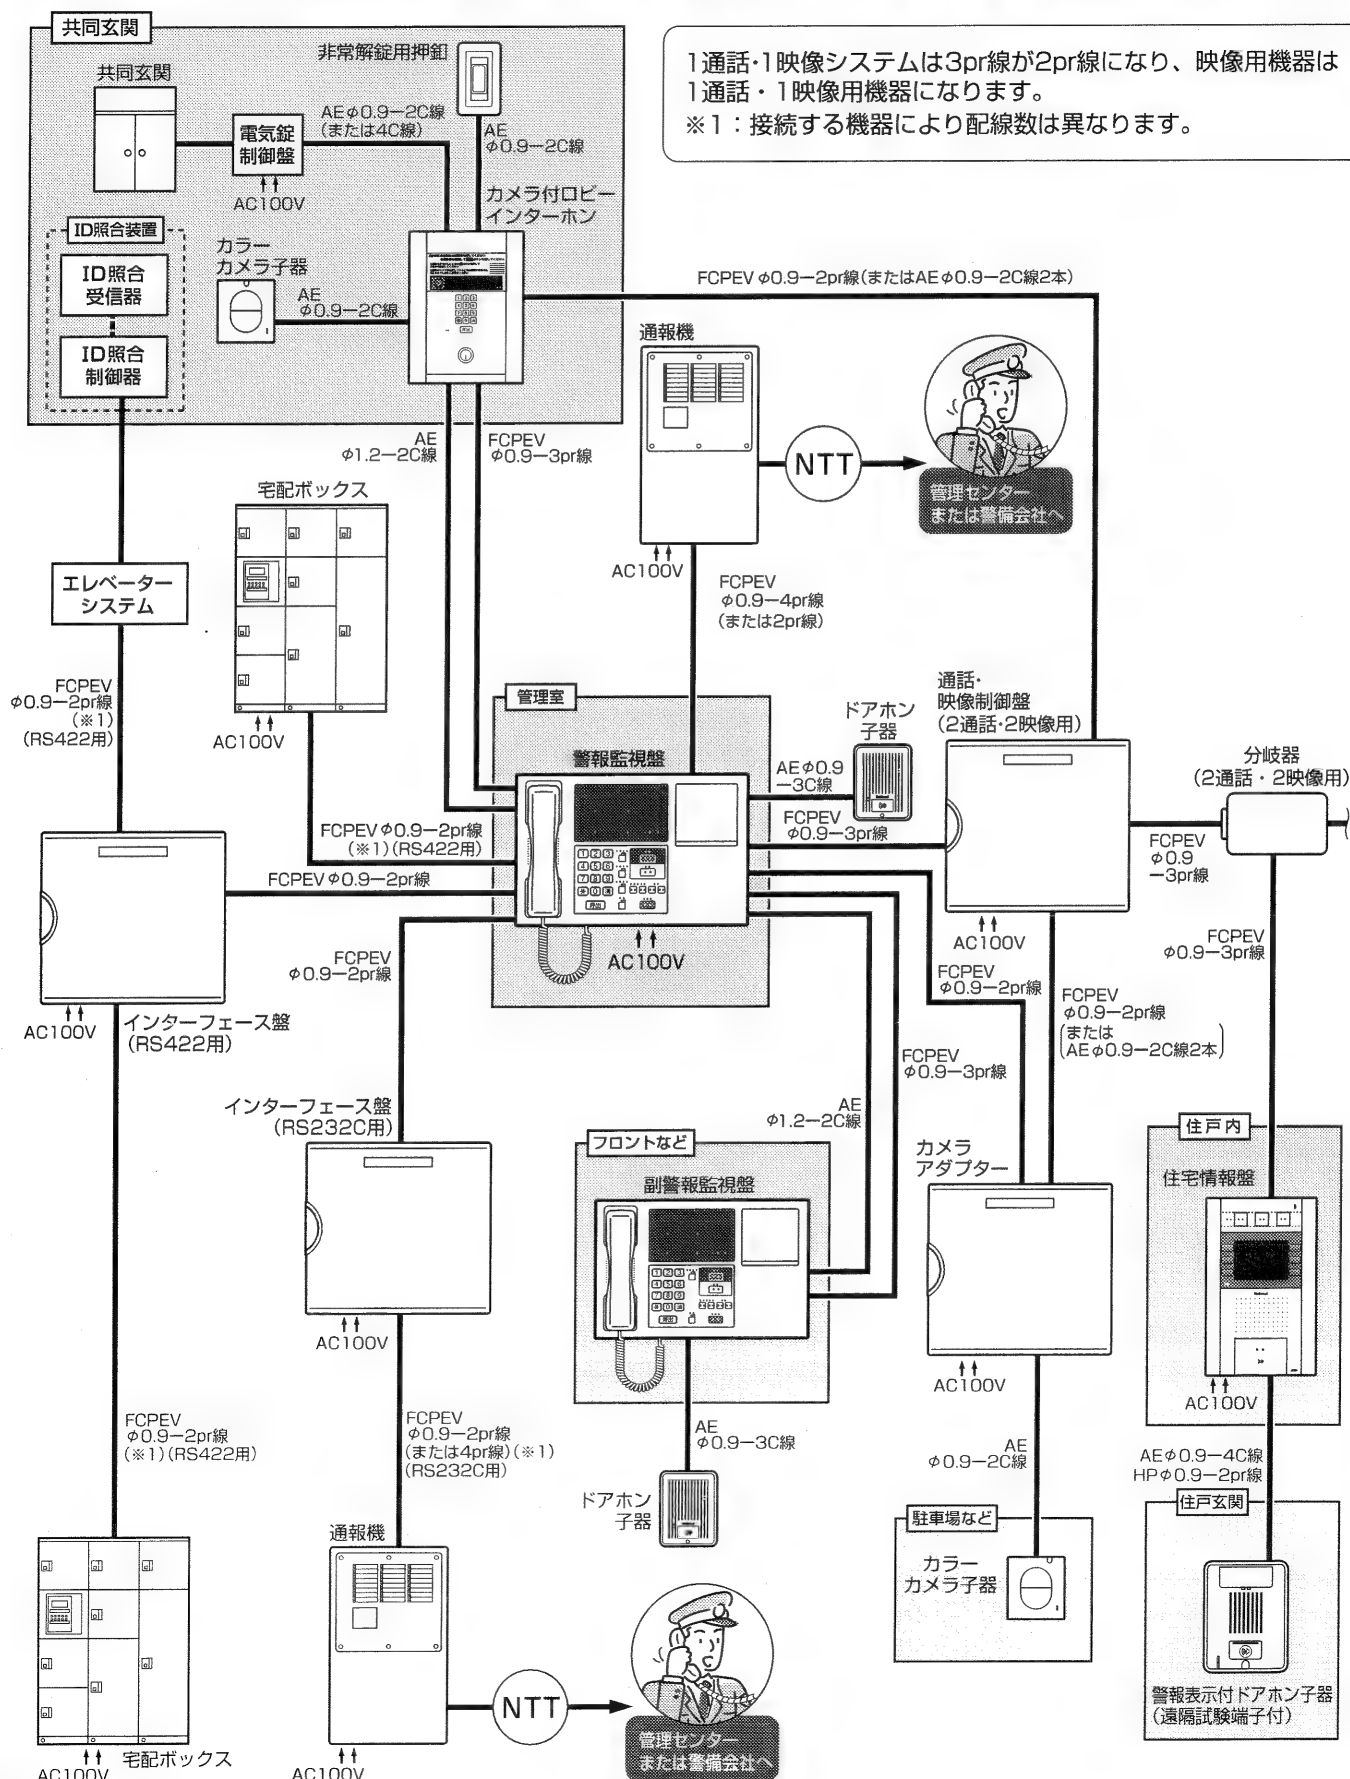 共同玄関
1通話・1映像システムは3pr線が2pr線になり、映像用機器は
1通話・1映像用機器になります。
※1：接続する機器により配線数は異なります。
共同玄関
非常解錠用押釦
AEφ0.9－2C線
(または4C線)
電気錠
制御盤
AC100V
AE
φ0.9－2C線
カメラ付ロビー
インターホン
ID照合装置
ID照合
受信器
ID照合
制御器
カラー
カメラ子器
AE
φ0.9－2C線
FCPEV φ0.9－2pr線(またはAEφ0.9－2C線2本)
通報機
NTT
管理センター
または警備会社へ
AC100V
AE
φ1.2－2C線
FCPEV
φ0.9－3pr線
宅配ボックス
AC100V
エレベーター
システム
FCPEV
φ0.9－4pr線
(または2pr線)
FCPEV
φ0.9－2pr線
(※1)
(RS422用)
管理室
警報監視盤
AC100V
ドアホン
子器
AEφ0.9
－3C線
通話・
映像制御盤
(2通話・2映像用)
分岐器
(2通話・2映像用)
FCPEV
φ0.9－3pr線
FCPEV
φ0.9
－3pr線
FCPEV φ0.9－2pr線
(※1)(RS422用)
FCPEV φ0.9－2pr線
AC100V
インターフェース盤
(RS422用)
FCPEV
φ0.9－2pr線
AC100V
FCPEV
φ0.9－2pr線
FCPEV
φ0.9－2pr線
(または
AEφ0.9－2C線2本)
FCPEV
φ0.9－3pr線
FCPEV
φ0.9－3pr線
AE
φ1.2－2C線
インターフェース盤
(RS232C用)
AC100V
フロントなど
副警報監視盤
カメラ
アダプター
AC100V
住戸内
住宅情報盤
National
AC100V
FCPEV
φ0.9－2pr線
(※1)(RS422用)
FCPEV
φ0.9－2pr線
(または4pr線)(※1)
(RS232C用)
AE
φ0.9－3C線
ドアホン
子器
AE
φ0.9－2C線
駐車場など
カラー
カメラ子器
AEφ0.9－4C線
HPφ0.9－2pr線
住戸玄関
警報表示付ドアホン子器
(遠隔試験端子付)
通報機
NTT
管理センター
または警備会社へ
AC100V
宅配ボックス
AC100V